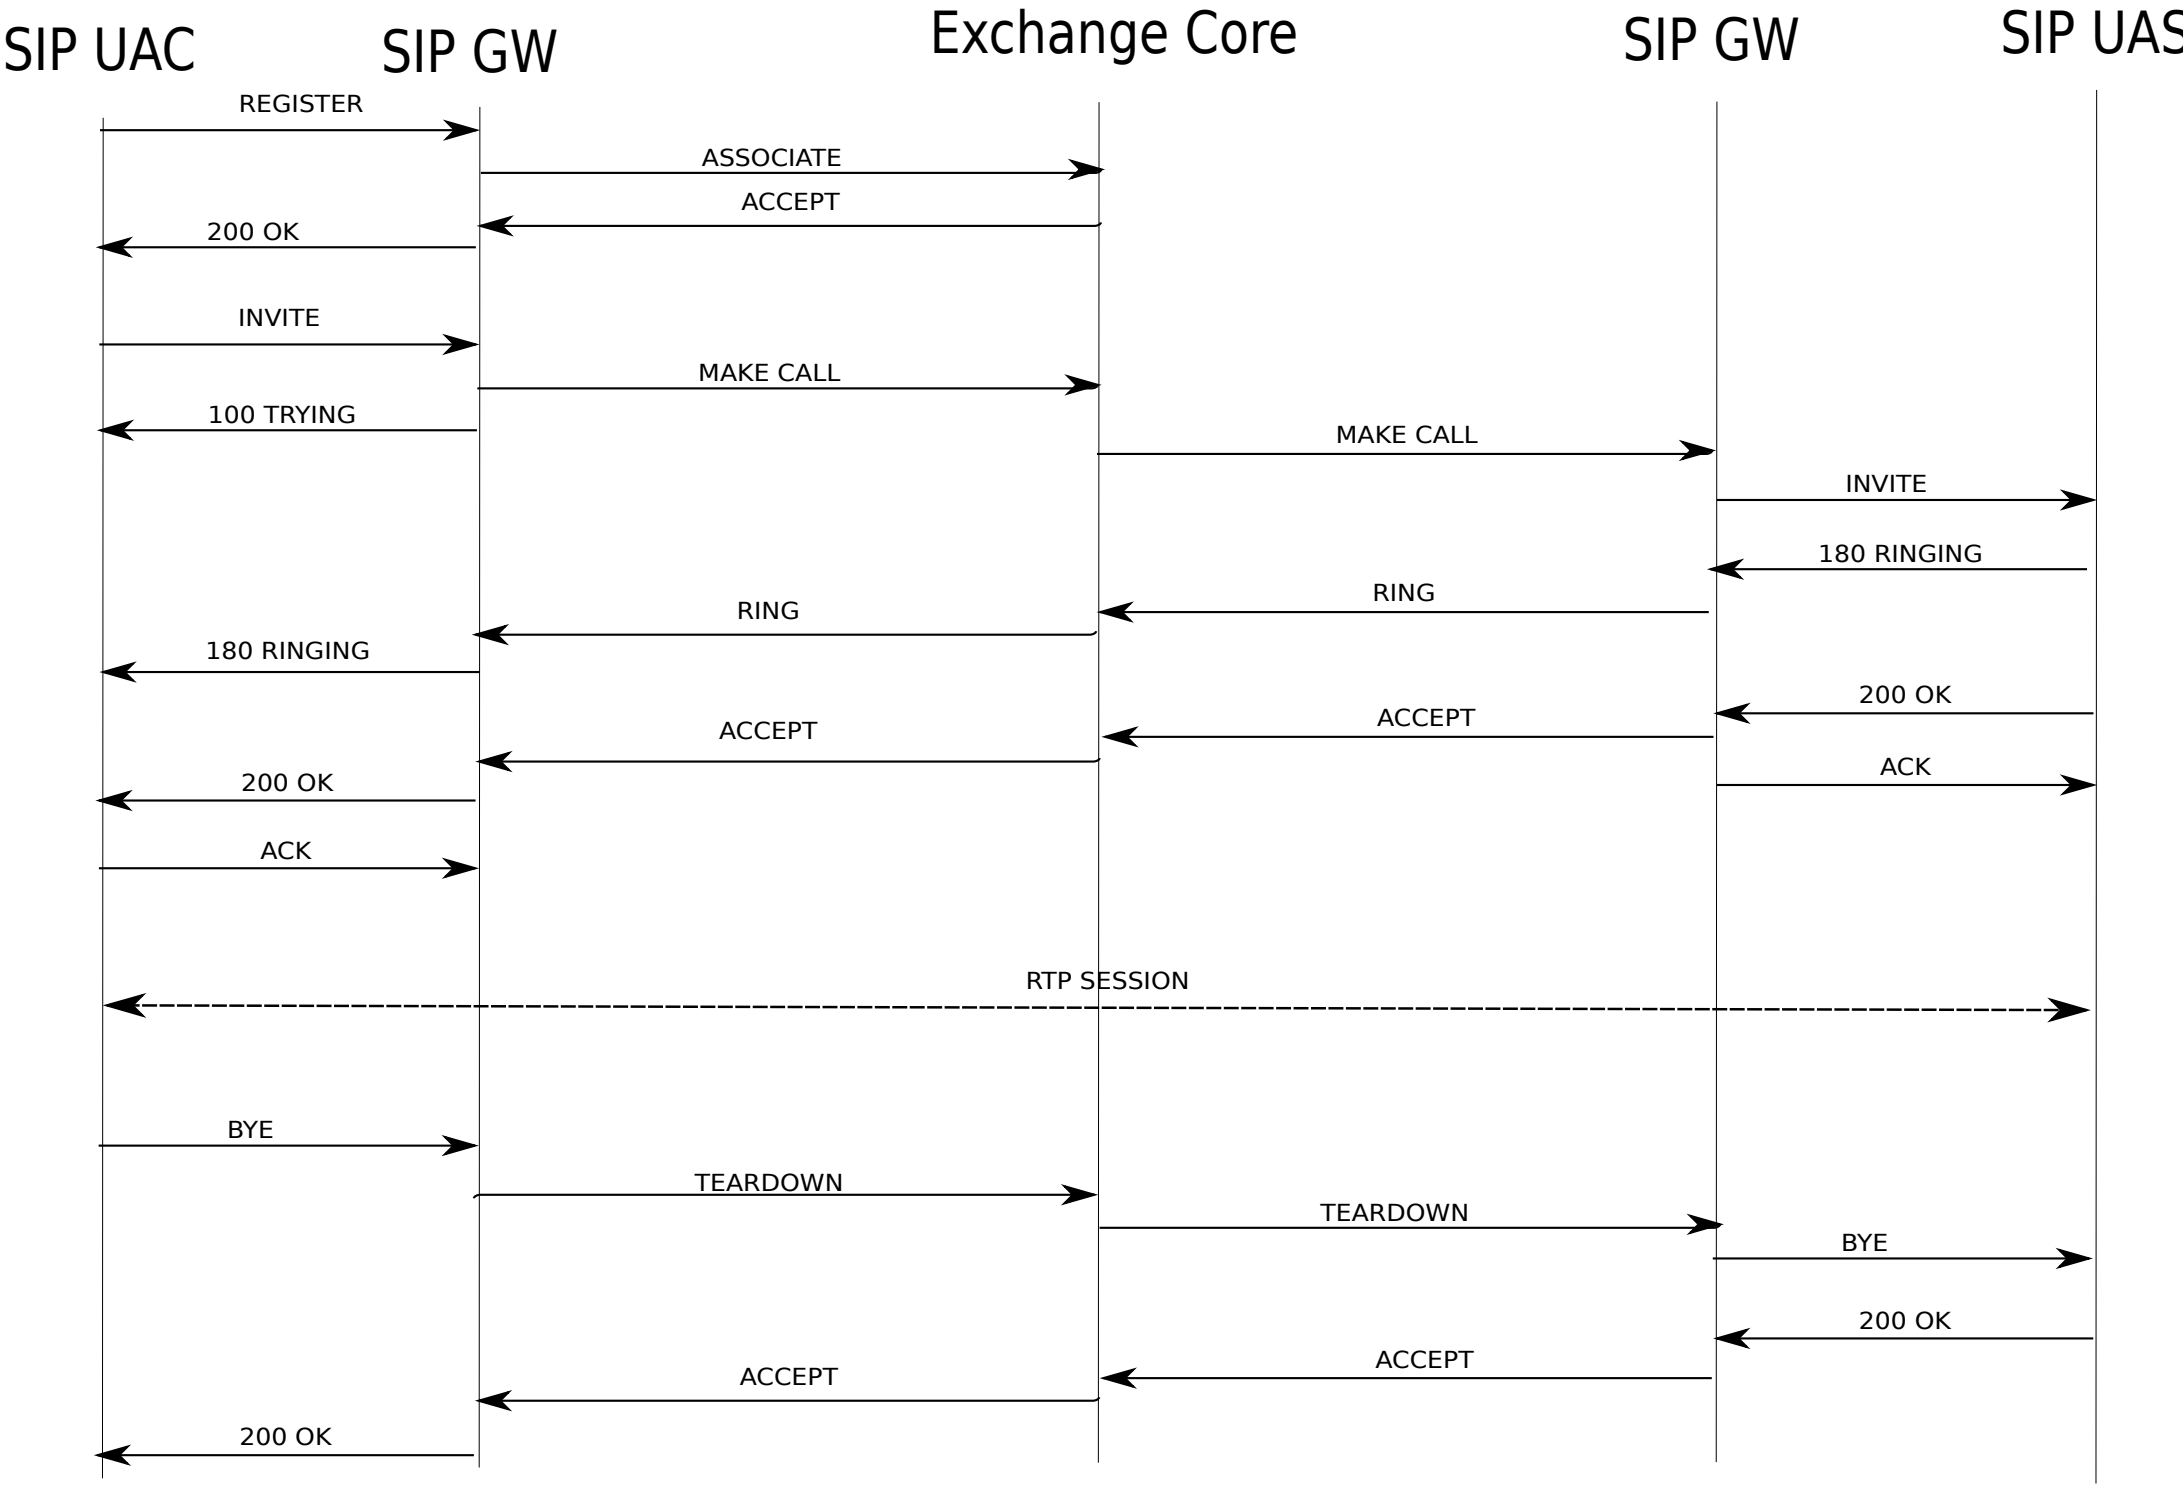 SIP UAC
SIP GW
Exchange Core
SIP GW
SIP UAS
REGISTER
ASSOCIATE
ACCEPT
200 OK
INVITE
MAKE CALL
100 TRYING
MAKE CALL
INVITE
180 RINGING
RING
RING
180 RINGING
200 OK
ACCEPT
ACCEPT
ACK
200 OK
ACK
RTP SESSION
BYE
TEARDOWN
TEARDOWN
BYE
200 OK
ACCEPT
ACCEPT
200 OK